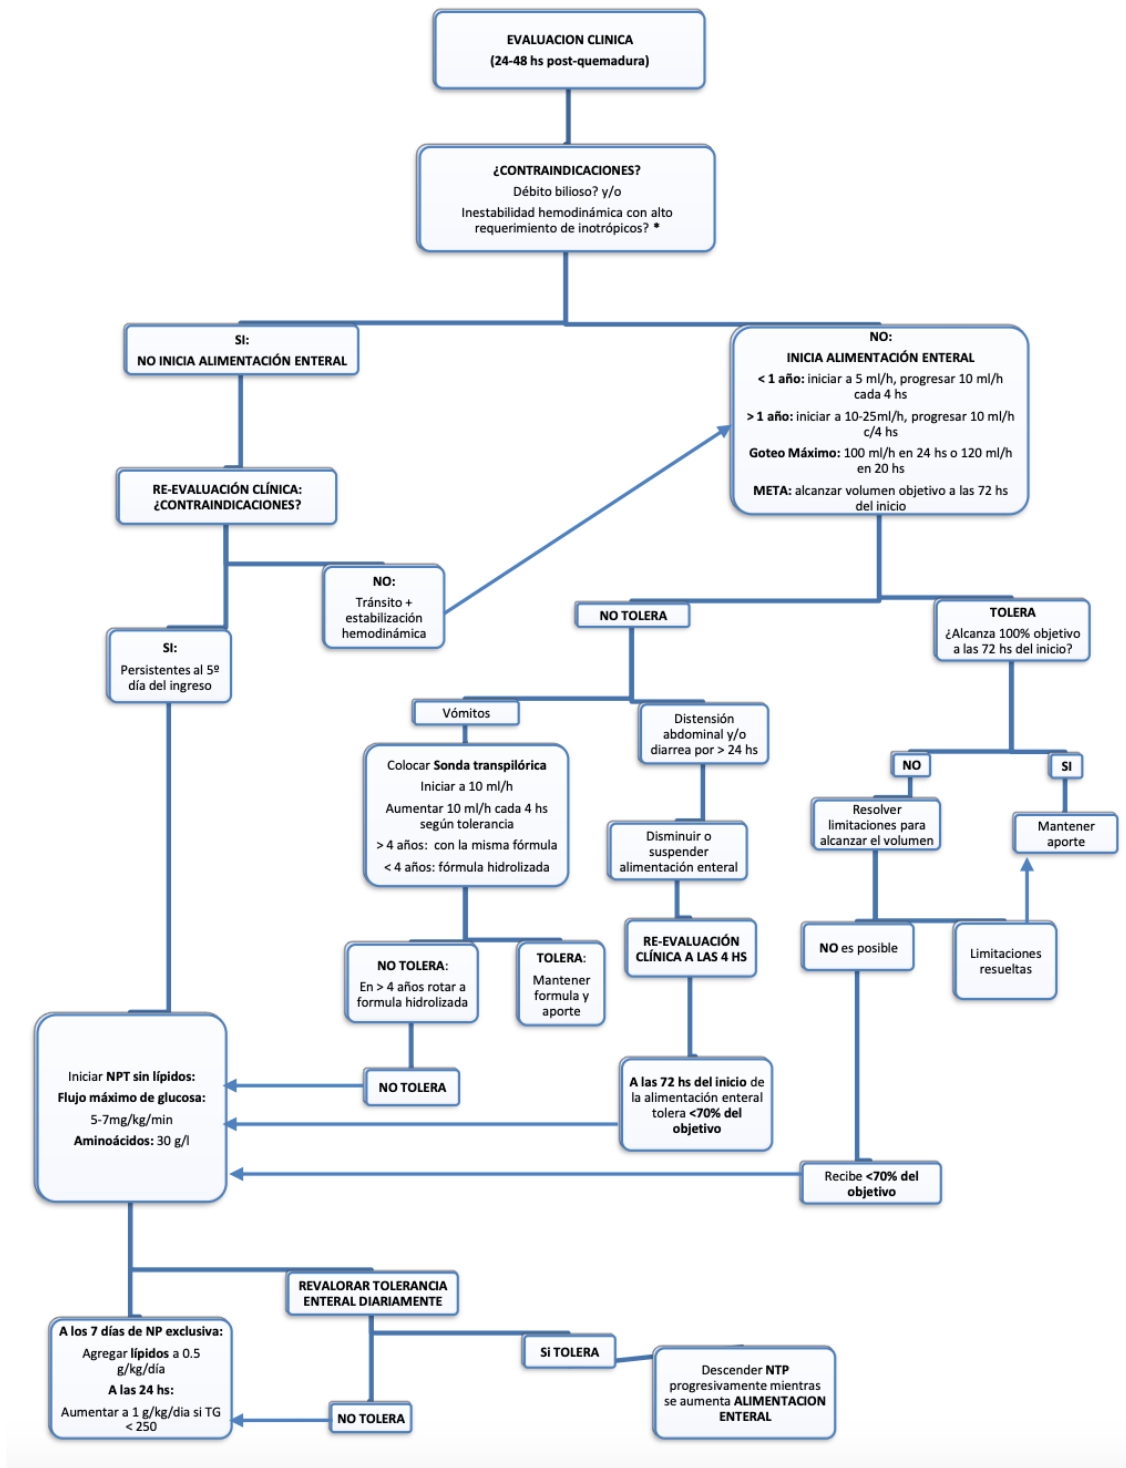 EVALUACION CLINICA
(24-48 hs post-quemadura)
¿CONTRAINDICACIONES?
Débito bilioso? y/o
Inestabilidad hemodinámica con alto
requerimiento de inotrópicos? *
SI:
NO INICIA ALIMENTACIÓN ENTERAL
NO:
INICIA ALIMENTACIÓN ENTERAL
< 1 año: iniciar a 5 ml/h, progresar 10 ml/h
cada 4 hs
> 1 año: iniciar a 10-25ml/h, progresar 10 ml/h
c/4 hs
Goteo Máximo: 100 ml/h en 24 hs o 120 ml/h
en 20 hs
META: alcanzar volumen objetivo a las 72 hs
del inicio
RE-EVALUACIÓN CLÍNICA:
¿CONTRAINDICACIONES?
NO:
Tránsito +
estabilización
hemodinámica
SI:
Persistentes al 5º
día del ingreso
NO TOLERA
TOLERA
¿Alcanza 100% objetivo
a las 72 hs del inicio?
Vómitos
Distensión
abdominal y/o
diarrea por > 24 hs
NO
SI
Colocar Sonda transpilórica
Iniciar a 10 ml/h
Aumentar 10 ml/h cada 4 hs
según tolerancia
> 4 años: con la misma fórmula
< 4 años: fórmula hidrolizada
Disminuir o
suspender
alimentación enteral
Resolver
limitaciones para
alcanzar el volumen
Mantener
aporte
NO TOLERA:
En > 4 años rotar a
formula hidrolizada
TOLERA:
Mantener
formula y
aporte
RE-EVALUACIÓN
CLÍNICA A LAS 4 HS
NO es posible
Limitaciones
resueltas
Iniciar NPT sin lípidos:
Flujo máximo de glucosa:
5-7mg/kg/min
Aminoácidos: 30 g/l
NO TOLERA
A las 72 hs del inicio de
la alimentación enteral
tolera <70% del
objetivo
Recibe <70% del
objetivo
REVALORAR TOLERANCIA
ENTERAL DIARIAMENTE
A los 7 días de NP exclusiva:
Agregar lípidos a 0.5
g/kg/día
A las 24 hs:
Aumentar a 1 g/kg/dia si TG
< 250
Si TOLERA
NO TOLERA
Descender NTP
progresivamente mientras
se aumenta ALIMENTACION
ENTERAL